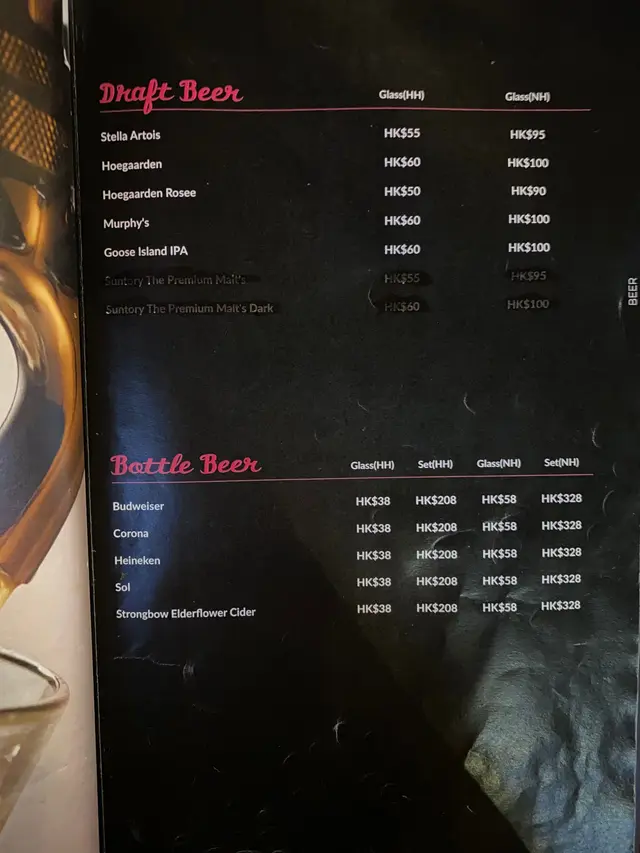 Draft Beer Glass(HH) Glass(NH)
Stella Artois HK$55 HK$95
Hoegaarden HK$60 HK$100
Hoegaarden Rosee HK$50 HK$90
Murphy's HK$60 HK$100
Goose Island IPA HK$60 HK$100
Suntory The Premium Malt's HK$55 HK$95
Suntory The Premium Malt's Dark HK$60 HK$100
BEER
Bottle Beer Glass(HH) Set(HH) Glass(NH) Set(NH)
Budweiser HK$38 HK$208 HK$58 HK$328
Corona HK$38 HK$208 HK$58 HK$328
Heineken HK$38 HK$208 HK$58 HK$328
Sol HK$38 HK$208 HK$58 HK$328
Strongbow Elderflower Cider HK$38 HK$208 HK$58 HK$328